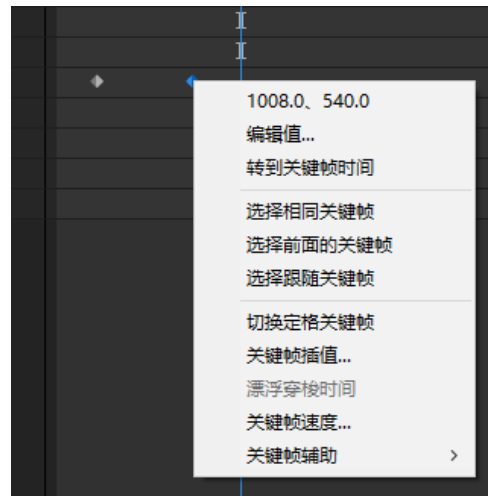 1008.0、540.0
编辑值...
转到关键帧时间
选择相同关键帧
选择前面的关键帧
选择跟随关键帧
切换定格关键帧
关键帧插值...
漂浮穿梭时间
关键帧速度...
关键帧辅助